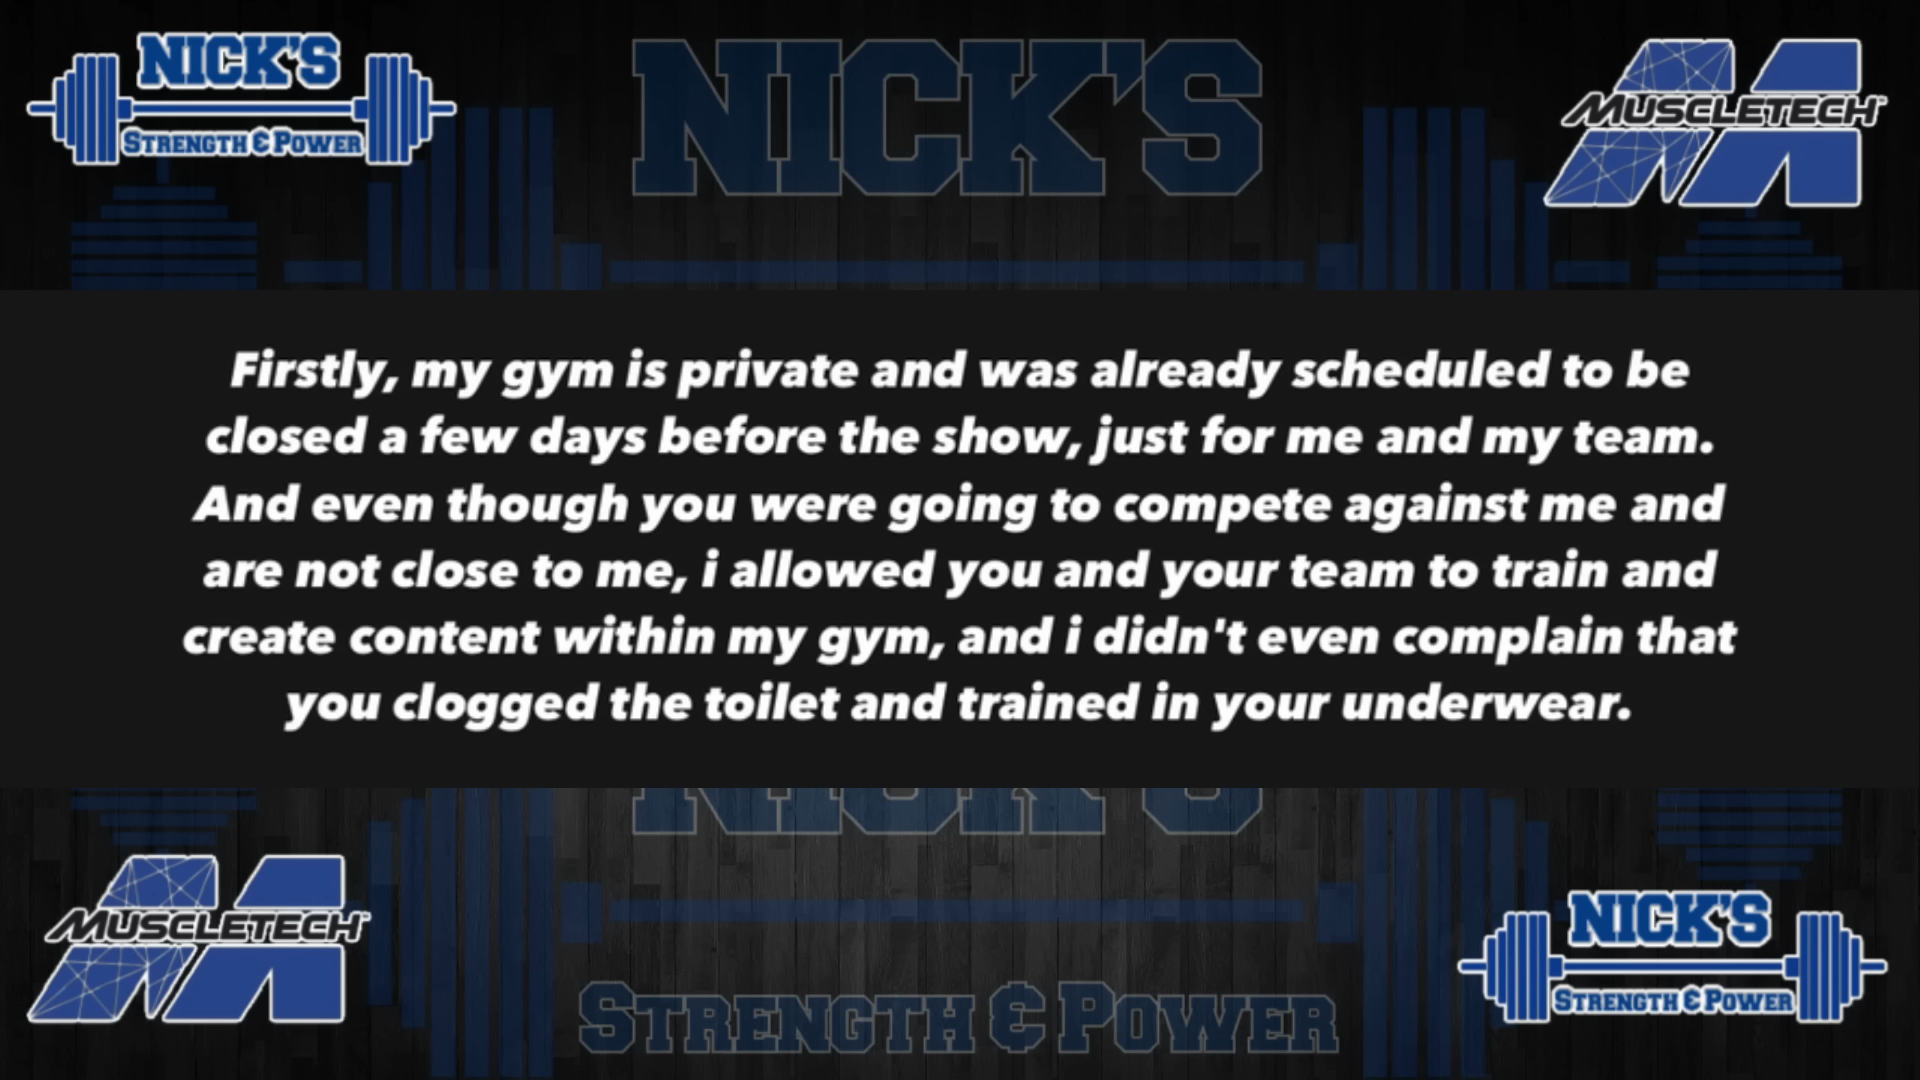 NICK'S
STRENGTH & POWER
NICK'S
MUSCLETECH
Firstly, my gym is private and was already scheduled to be
closed a few days before the show, just for me and my team.
And even though you were going to compete against me and
are not close to me, i allowed you and your team to train and
create content within my gym, and i didn't even complain that
you clogged the toilet and trained in your underwear.
NICK'S
MUSCLETECH
STRENGTH & POWER
NICK'S
STRENGTH & POWER